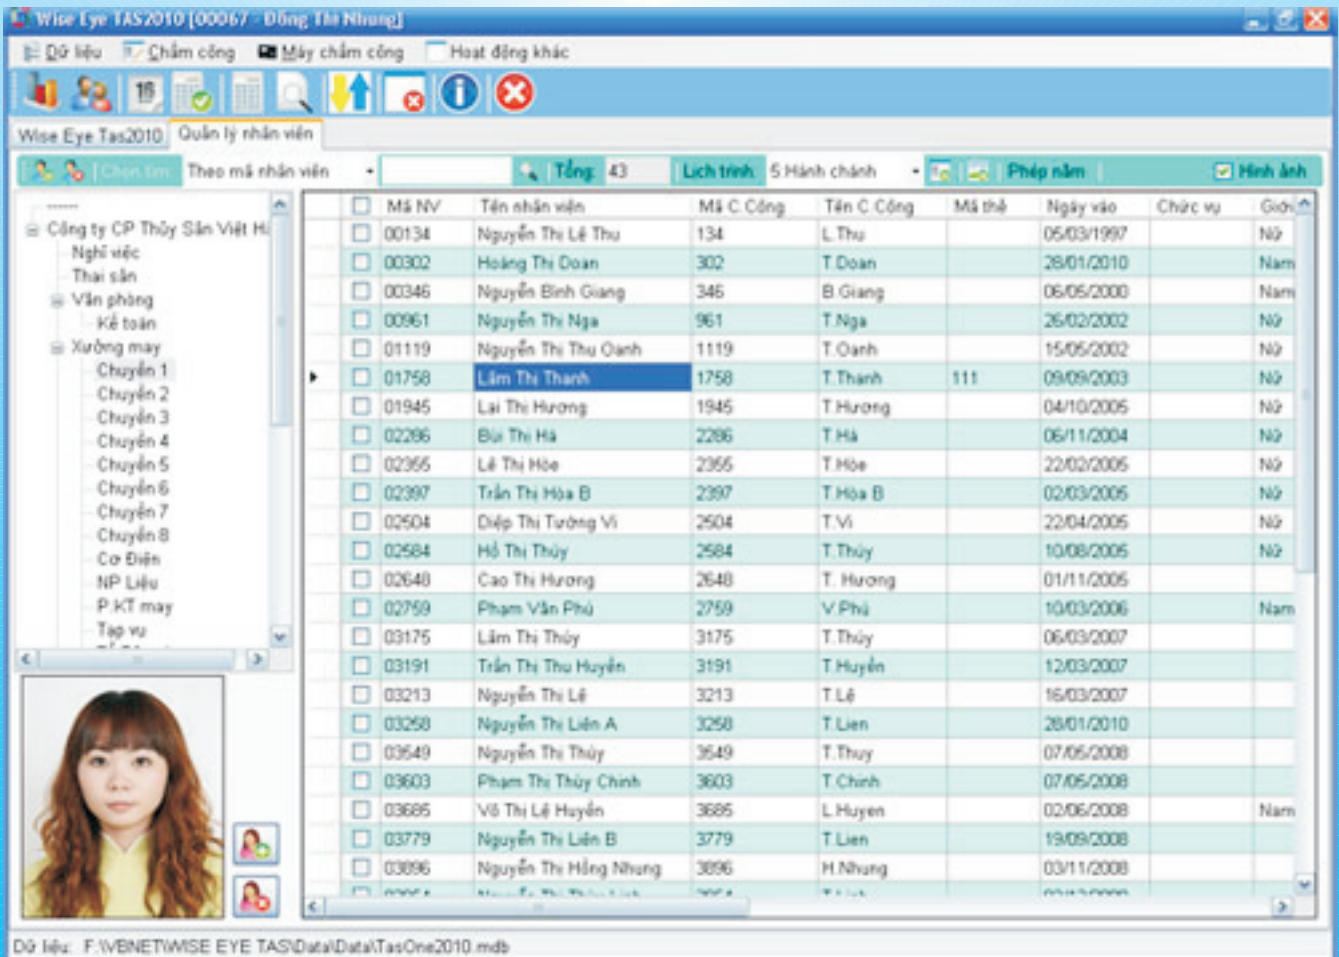 Wise Eye TAS2010 [00067 - Đồng Thị Nhung]
Dữ liệu Chấm công Máy chấm công Hoạt động khác
16
Wise Eye Tas2010 Quản lý nhân viên
Chọn tìm Theo mã nhân viên Tổng: 43 Lịch trình 5:Hành chánh Phép năm Hình ảnh
------
Công ty CP Thủy Sản Việt Hà
Nghỉ việc
Thai sản
Văn phòng
Kế toán
Xưởng may
Chuyền 1
Chuyền 2
Chuyền 3
Chuyền 4
Chuyền 5
Chuyền 6
Chuyền 7
Chuyền 8
Cơ Điện
NP Liệu
P.KT may
Tạp vụ
Mã NV Tên nhân viên Mã C.Công Tên C.Công Mã thẻ Ngày vào Chức vụ Giới
00134 Nguyễn Thị Lê Thu 134 L.Thu 05/03/1997 Nữ
00302 Hoàng Thị Doan 302 T.Doan 28/01/2010 Nam
00346 Nguyễn Bình Giang 346 B.Giang 06/05/2000 Nam
00961 Nguyễn Thị Nga 961 T.Nga 26/02/2002 Nữ
01119 Nguyễn Thị Thu Oanh 1119 T.Oanh 15/05/2002 Nữ
01758 Lâm Thị Thanh 1758 T.Thanh 111 09/09/2003 Nữ
01945 Lại Thị Hương 1945 T.Hương 04/10/2005 Nữ
02286 Bùi Thị Hà 2286 T.Hà 06/11/2004 Nữ
02355 Lê Thị Hòe 2355 T.Hòe 22/02/2005 Nữ
02397 Trần Thị Hòa B 2397 T.Hòa B 02/03/2005 Nữ
02504 Diệp Thị Tường Vi 2504 T.Vi 22/04/2005 Nữ
02584 Hồ Thị Thủy 2584 T.Thủy 10/08/2005 Nữ
02648 Cao Thị Hương 2648 T. Hương 01/11/2005
02759 Phạm Văn Phú 2759 V.Phú 10/03/2006 Nam
03175 Lâm Thị Thủy 3175 T.Thủy 06/03/2007
03191 Trần Thị Thu Huyền 3191 T.Huyền 12/03/2007
03213 Nguyễn Thị Lệ 3213 T.Lệ 16/03/2007
03258 Nguyễn Thị Liên A 3258 T.Lien 28/01/2010
03549 Nguyễn Thị Thùy 3549 T.Thuy 07/05/2008
03603 Phạm Thị Thùy Chinh 3603 T.Chinh 07/05/2008
03685 Võ Thị Lệ Huyền 3685 L.Huyen 02/06/2008 Nam
03779 Nguyễn Thị Liên B 3779 T.Lien 19/09/2008
03896 Nguyễn Thị Hồng Nhung 3896 H.Nhung 03/11/2008
Dữ liệu: F:\VBNET\WISE EYE TAS\Data\Data\TasOne2010.mdb